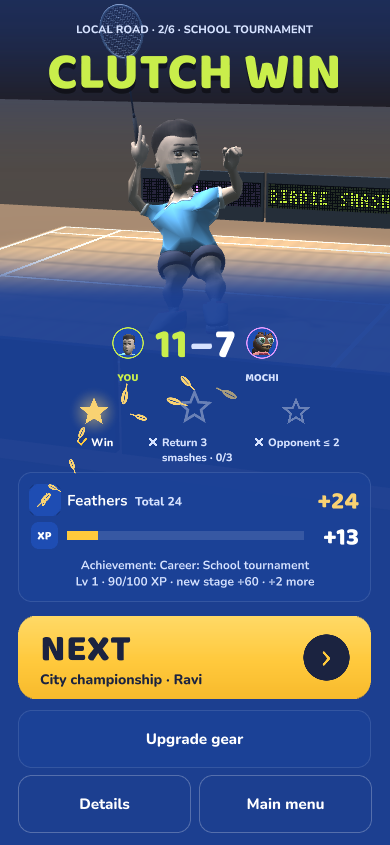 LOCAL ROAD · 2/6 · SCHOOL TOURNAMENT
CLUTCH WIN
BIRDIE SMASH
11–7
YOU
MOCHI
✓ Win
✕ Return 3
smashes · 0/3
✕ Opponent ≤ 2
Feathers Total 24
+24
XP
+13
Achievement: Career: School tournament
Lv 1 · 90/100 XP · new stage +60 · +2 more
NEXT
City championship · Ravi
Upgrade gear
Details
Main menu